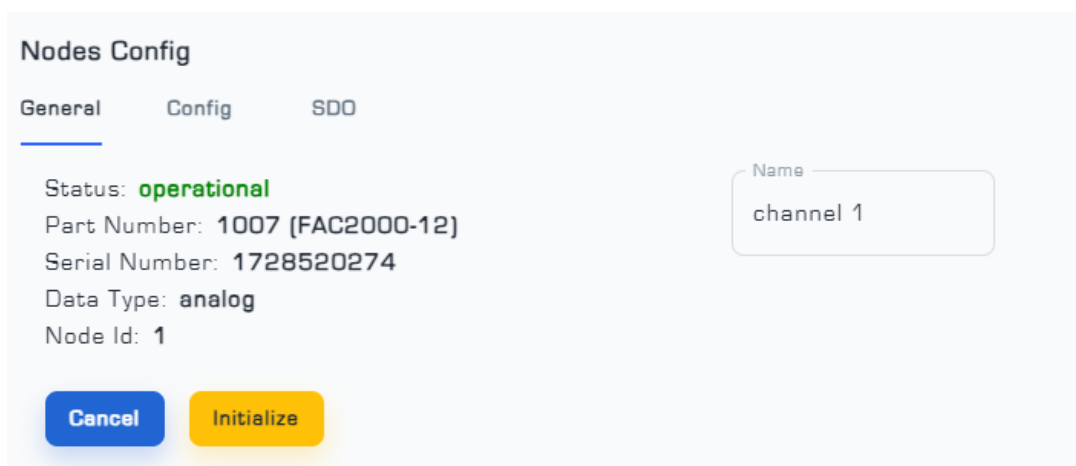 Nodes Config
General Config SDO
Status: operational
Name
channel 1
Part Number: 1007 (FAC2000-12)
Serial Number: 1728520274
Data Type: analog
Node Id: 1
Cancel Initialize